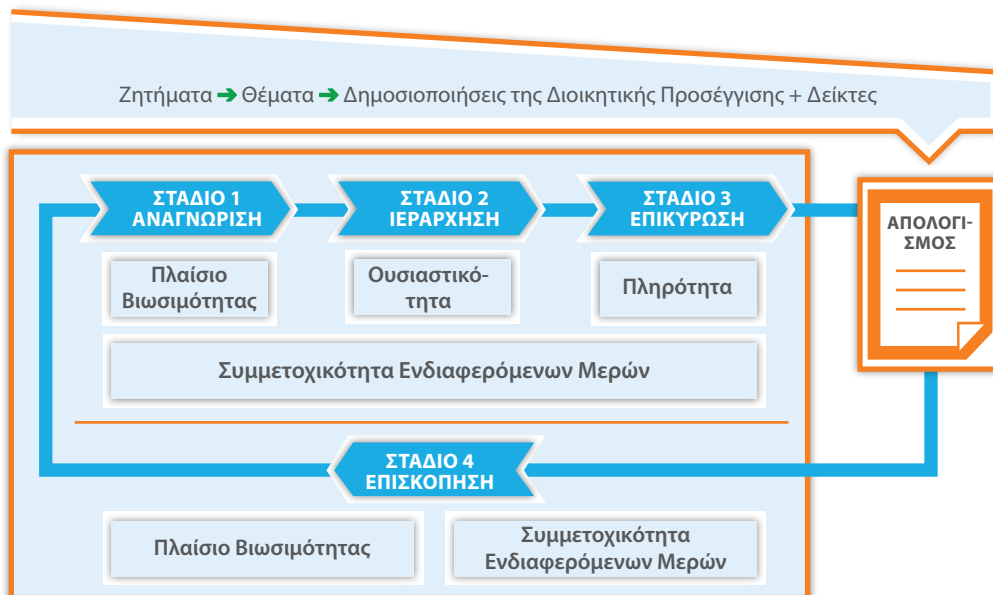 Ζητήματα ➔ Θέματα ➔ Δημοσιοποιήσεις της Διοικητικής Προσέγγισης + Δείκτες
ΣΤΑΔΙΟ 1
ΑΝΑΓΝΩΡΙΣΗ
ΣΤΑΔΙΟ 2
ΙΕΡΑΡΧΗΣΗ
ΣΤΑΔΙΟ 3
ΕΠΙΚΥΡΩΣΗ
ΑΠΟΛΟΓΙ-
ΣΜΟΣ
Πλαίσιο
Βιωσιμότητας
Ουσιαστικό-
τητα
Πληρότητα
Συμμετοχικότητα Ενδιαφερόμενων Μερών
ΣΤΑΔΙΟ 4
ΕΠΙΣΚΟΠΗΣΗ
Πλαίσιο Βιωσιμότητας
Συμμετοχικότητα
Ενδιαφερόμενων Μερών